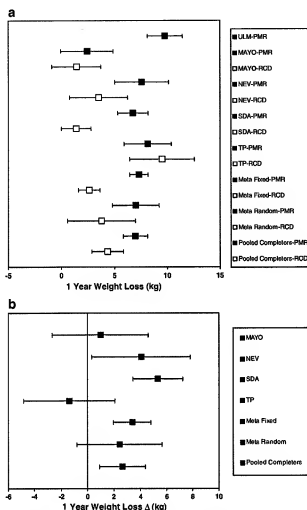 a
ULM-PMR
MAYO-PMR
MAYO-RCD
NEV-PMR
NEV-RCD
SDA-PMR
SDA-RCD
TP-PMR
TP-RCD
Meta Fixed-PMR
Meta Fixed-RCD
Meta Random-PMR
Meta Random-RCD
Pooled Completers-PMR
Pooled Completers-RCD
-5 0 5 10 15
1 Year Weight Loss (kg)
b
MAYO
NEV
SDA
TP
Meta Fixed
Meta Random
Pooled Completers
-6 -4 -2 0 2 4 6 8 10
1 Year Weight Loss Δ (kg)